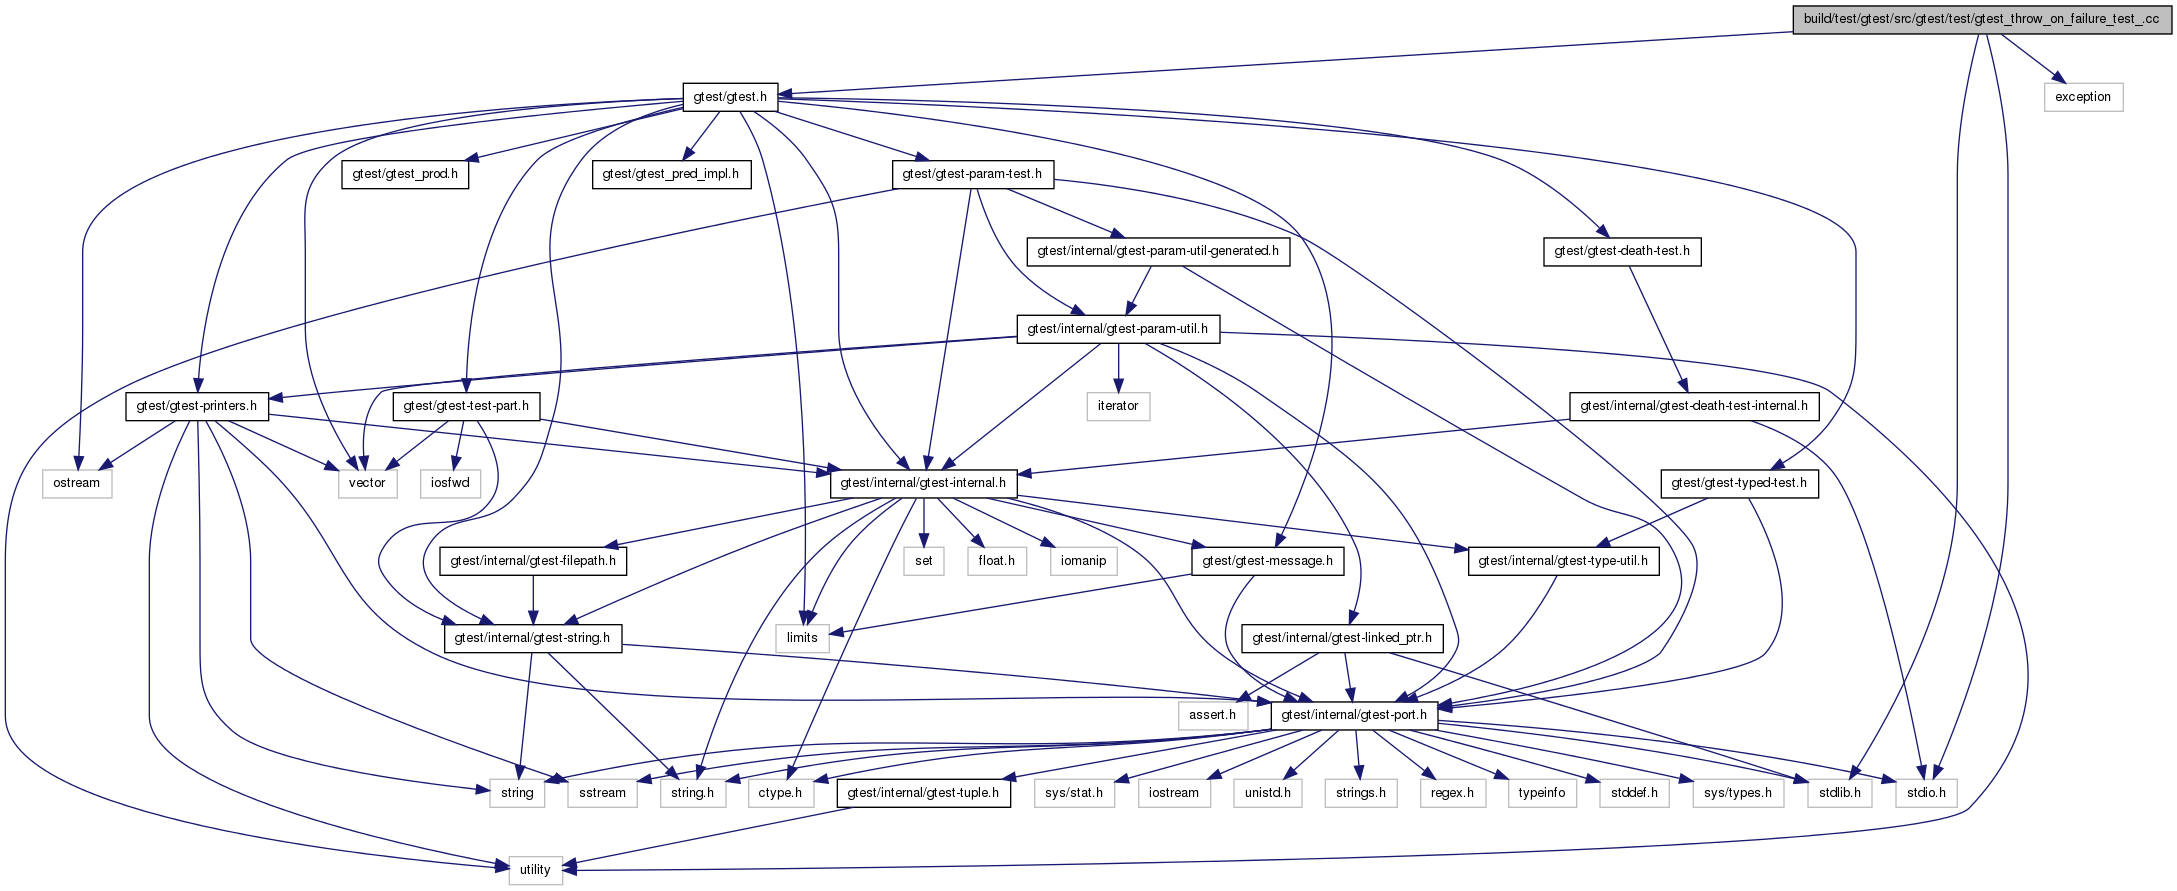 build/test/gtest/src/gtest/test/gtest_throw_on_failure_test_.cc
gtest/gtest.h
exception
gtest/gtest_prod.h
gtest/gtest_pred_impl.h
gtest/gtest-param-test.h
gtest/internal/gtest-param-util-generated.h
gtest/gtest-death-test.h
gtest/internal/gtest-param-util.h
gtest/gtest-printers.h
gtest/gtest-test-part.h
iterator
gtest/internal/gtest-death-test-internal.h
ostream
vector
iosfwd
gtest/internal/gtest-internal.h
gtest/gtest-typed-test.h
gtest/internal/gtest-filepath.h
set
float.h
iomanip
gtest/gtest-message.h
gtest/internal/gtest-type-util.h
gtest/internal/gtest-string.h
limits
gtest/internal/gtest-linked_ptr.h
assert.h
gtest/internal/gtest-port.h
string
sstream
string.h
ctype.h
gtest/internal/gtest-tuple.h
sys/stat.h
iostream
unistd.h
strings.h
regex.h
typeinfo
stddef.h
sys/types.h
stdlib.h
stdio.h
utility